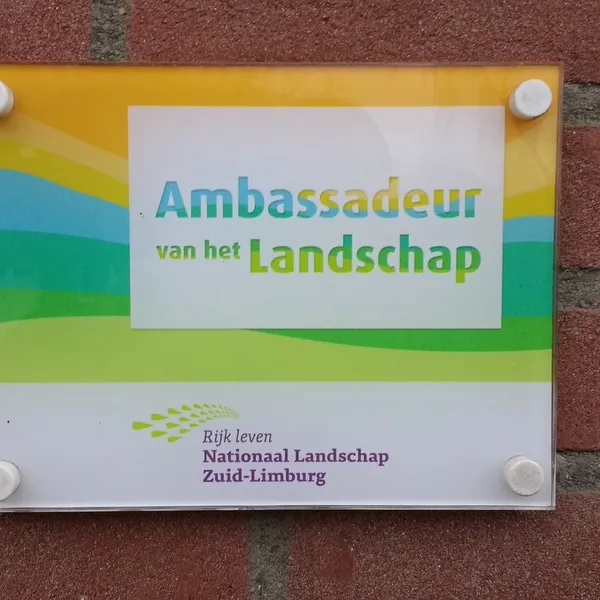 Ambassadeur
van het Landschap
Rijk leven
Nationaal Landschap
Zuid-Limburg